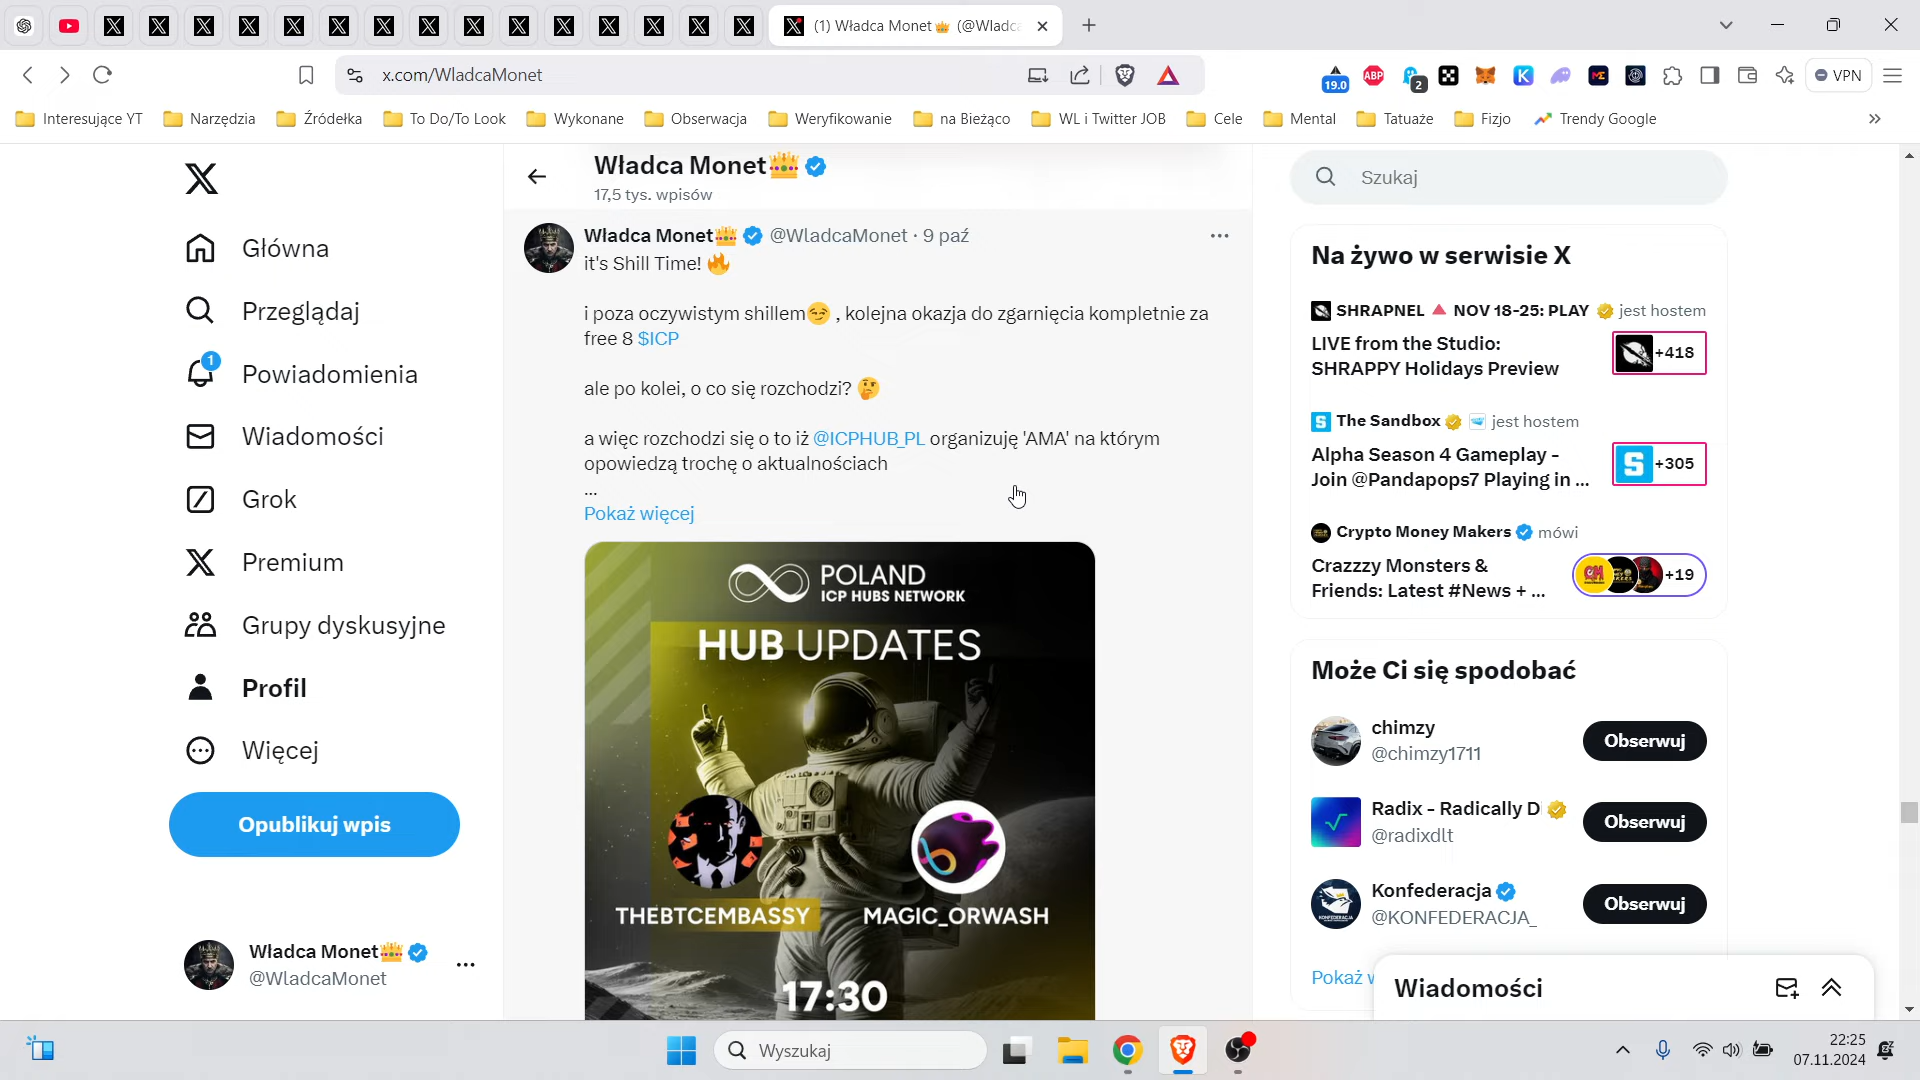 (1) Władca Monet👑 (@Wladc
x.com/WladcaMonet
19.0
ABP
2
VPN
Interesujące YT
Narzędzia
Źródełka
To Do/To Look
Wykonane
Obserwacja
Weryfikowanie
na Bieżąco
WL i Twitter JOB
Cele
Mental
Tatuaże
Fizjo
Trendy Google
Główna
Przeglądaj
1
Powiadomienia
Wiadomości
Grok
Premium
Grupy dyskusyjne
Profil
Więcej
Opublikuj wpis
Władca Monet👑
@WladcaMonet
Władca Monet👑
17,5 tys. wpisów
Władca Monet👑 @WladcaMonet · 9 paź
it's Shill Time! 🔥
i poza oczywistym shillem😏 , kolejna okazja do zgarnięcia kompletnie za
free 8 $ICP
ale po kolei, o co się rozchodzi? 🤔
a więc rozchodzi się o to iż @ICPHUB_PL organizuję 'AMA' na którym
opowiedzą trochę o aktualnościach
...
Pokaż więcej
POLAND
ICP HUBS NETWORK
HUB UPDATES
THEBTCEMBASSY
MAGIC_ORWASH
17:30
Szukaj
Na żywo w serwisie X
SHRAPNEL 🔺 NOV 18-25: PLAY jest hostem
LIVE from the Studio:
SHRAPPY Holidays Preview
+418
The Sandbox jest hostem
Alpha Season 4 Gameplay -
Join @Pandapops7 Playing in ...
+305
Crypto Money Makers mówi
Crazzzy Monsters &
Friends: Latest #News + ...
+19
Może Ci się spodobać
chimzy
@chimzy1711
Obserwuj
Radix - Radically D
@radixdlt
Obserwuj
Konfederacja
@KONFEDERACJA_
Obserwuj
Pokaż w
Wiadomości
Wyszukaj
22:25
07.11.2024